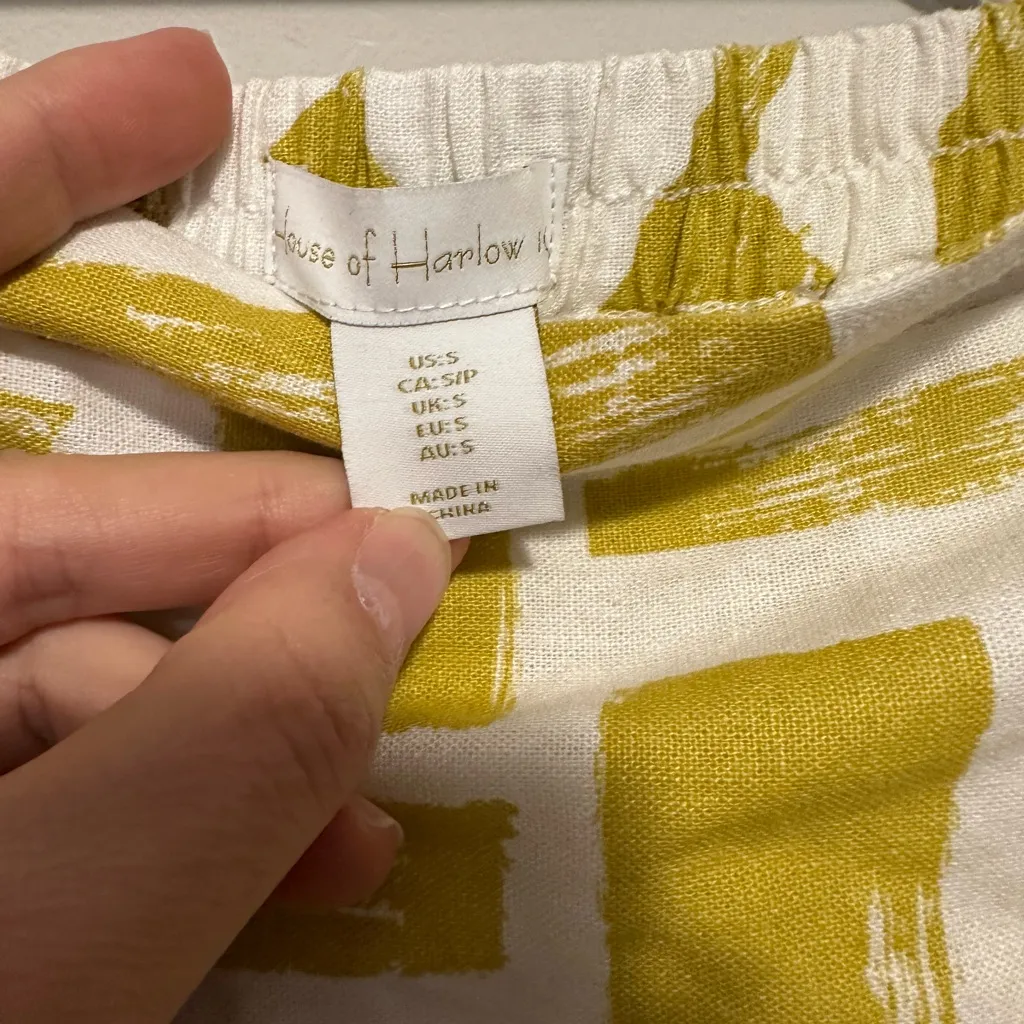 House of Harlow
US:S
CA:S/P
UK:S
EU:S
AU:S
MADE IN
CHINA